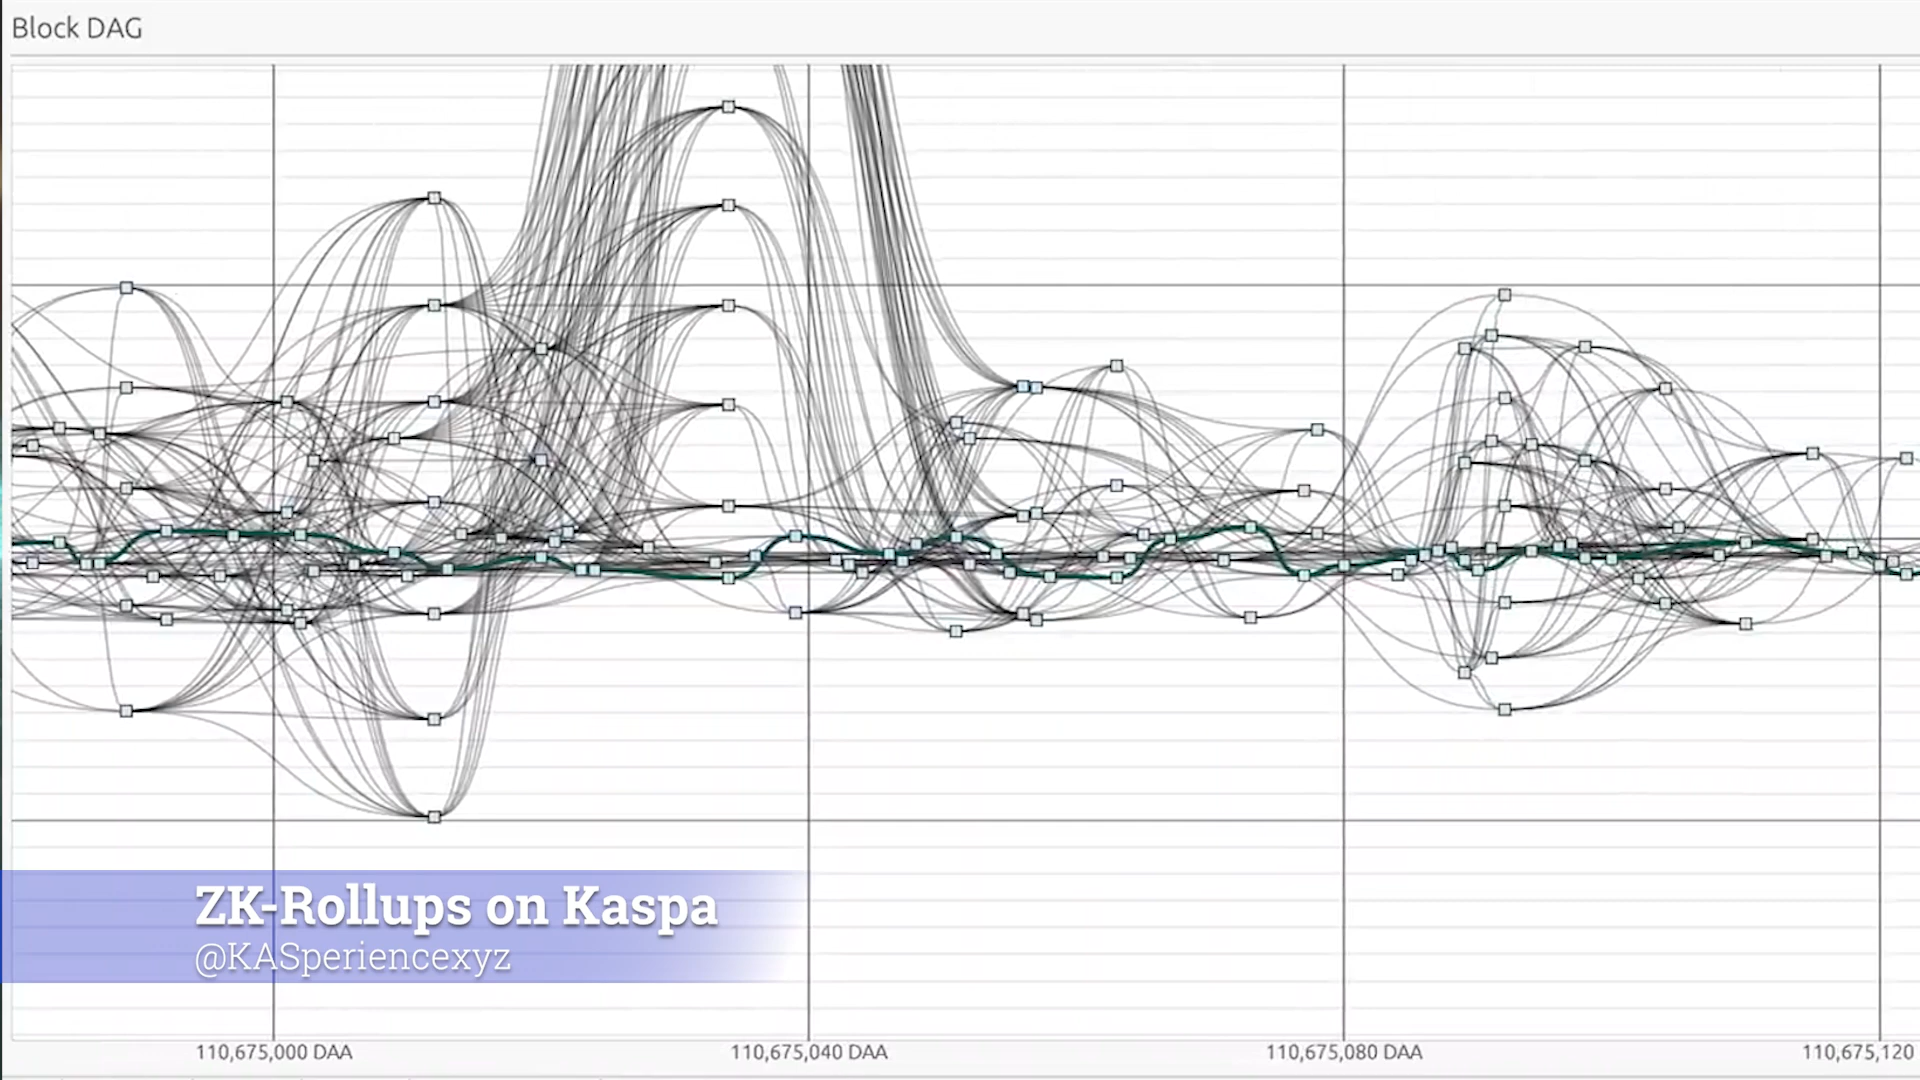 Block DAG
ZK-Rollups on Kaspa
@KASperiencexyz
110,675,000 DAA
110,675,040 DAA
110,675,080 DAA
110,675,120